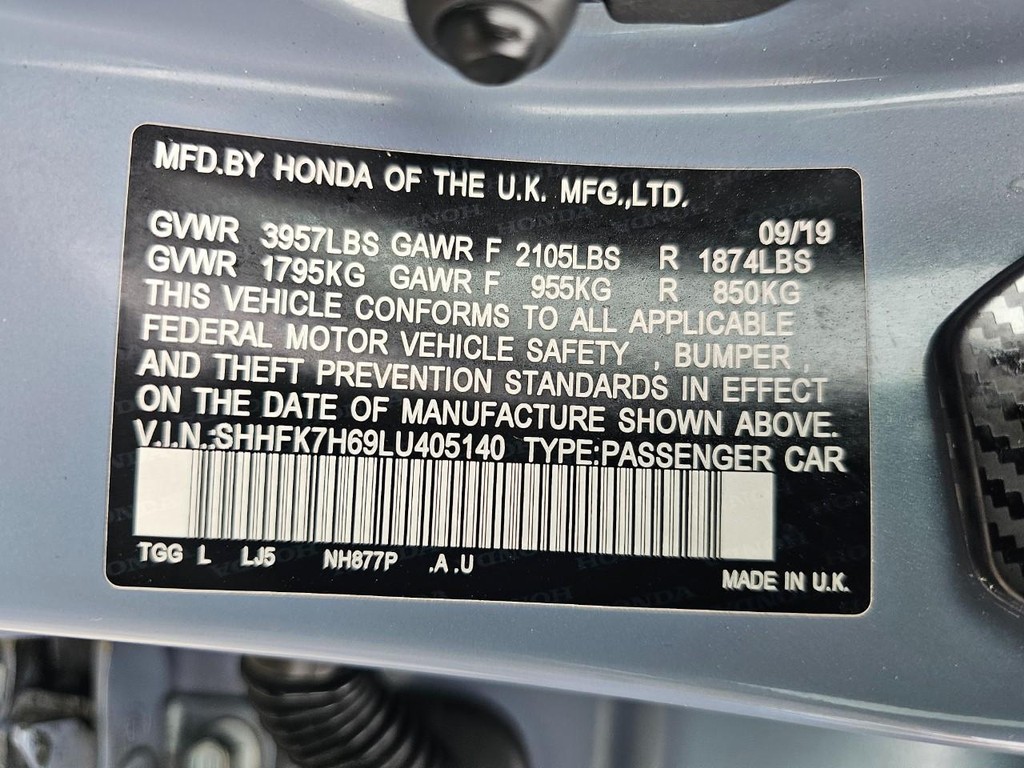 MFD.BY HONDA OF THE U.K. MFG.,LTD.
09/19
GVWR 3957LBS GAWR F 2105LBS R 1874LBS
GVWR 1795KG GAWR F 955KG R 850KG
THIS VEHICLE CONFORMS TO ALL APPLICABLE
FEDERAL MOTOR VEHICLE SAFETY , BUMPER ,
AND THEFT PREVENTION STANDARDS IN EFFECT
ON THE DATE OF MANUFACTURE SHOWN ABOVE.
V.I.N.:SHHFK7H69LU405140 TYPE:PASSENGER CAR
TGG L LJ5 NH877P .A .U
MADE IN U.K.